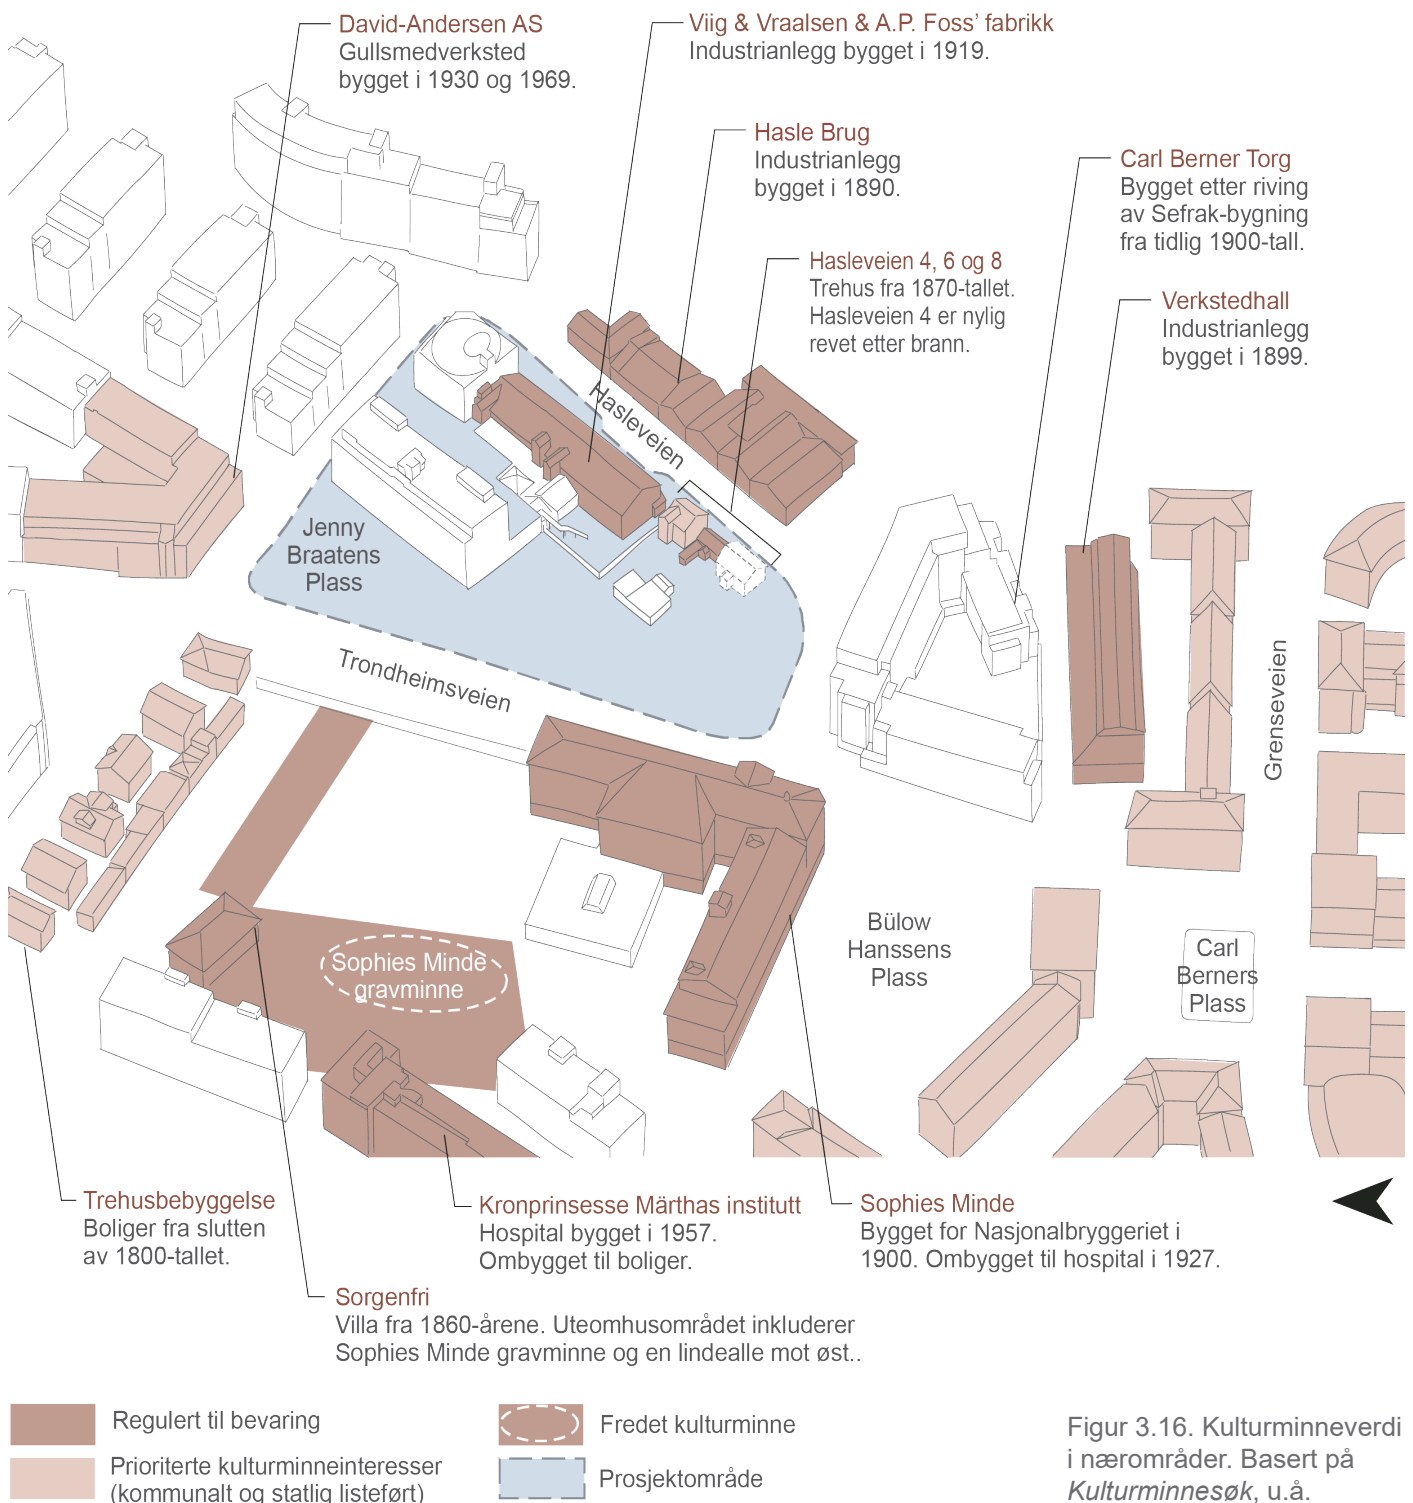 David-Andersen AS
Gullsmedverksted
bygget i 1930 og 1969.
Viig & Vraalsen & A.P. Foss’ fabrikk
Industrianlegg bygget i 1919.
Hasle Brug
Industrianlegg
bygget i 1890.
Carl Berner Torg
Bygget etter riving
av Sefrak-bygning
fra tidlig 1900-tall.
Hasleveien 4, 6 og 8
Trehus fra 1870-tallet.
Hasleveien 4 er nylig
revet etter brann.
Verkstedhall
Industrianlegg
bygget i 1899.
Hasleveien
Jenny
Braatens
Plass
Trondheimsveien
Grenseveien
Bülow
Hanssens
Plass
Carl
Berners
Plass
Sophies Minde
gravminne
Trehusbebyggelse
Boliger fra slutten
av 1800-tallet.
Kronprinsesse Märthas institutt
Hospital bygget i 1957.
Ombygget til boliger.
Sophies Minde
Bygget for Nasjonalbryggeriet i
1900. Ombygget til hospital i 1927.
Sorgenfri
Villa fra 1860-årene. Uteomhusområdet inkluderer
Sophies Minde gravminne og en lindealle mot øst..
Regulert til bevaring
Prioriterte kulturminneinteresser
(kommunalt og statlig listeført)
Fredet kulturminne
Prosjektområde
Figur 3.16. Kulturminneverdi
i nærområder. Basert på
Kulturminnesøk, u.å.